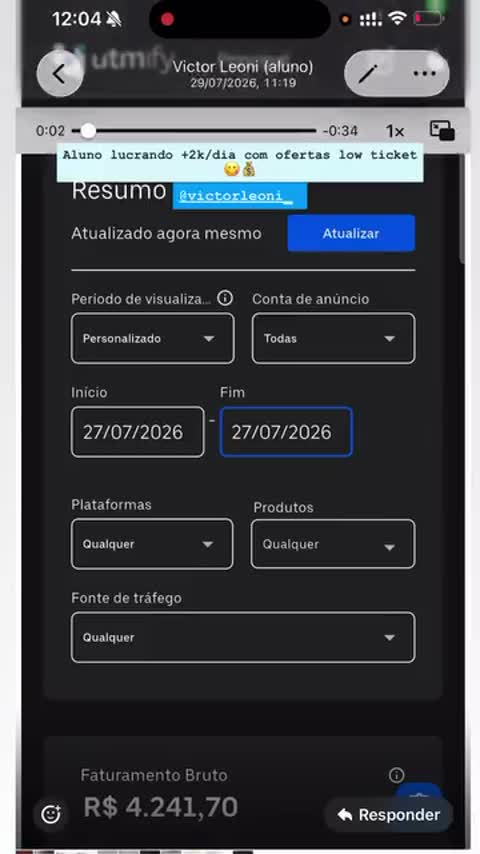 12:04
utmify
Victor Leoni (aluno)
29/07/2026, 11:19
0:02
-0:34
1x
Aluno lucrando +2k/dia com ofertas low ticket
😋💰
Resumo
@victorleoni_
Atualizado agora mesmo
Atualizar
Período de visualiza...
Conta de anúncio
Personalizado
Todas
Início
Fim
27/07/2026 - 27/07/2026
Plataformas
Produtos
Qualquer
Qualquer
Fonte de tráfego
Qualquer
Faturamento Bruto
R$ 4.241,70
Responder